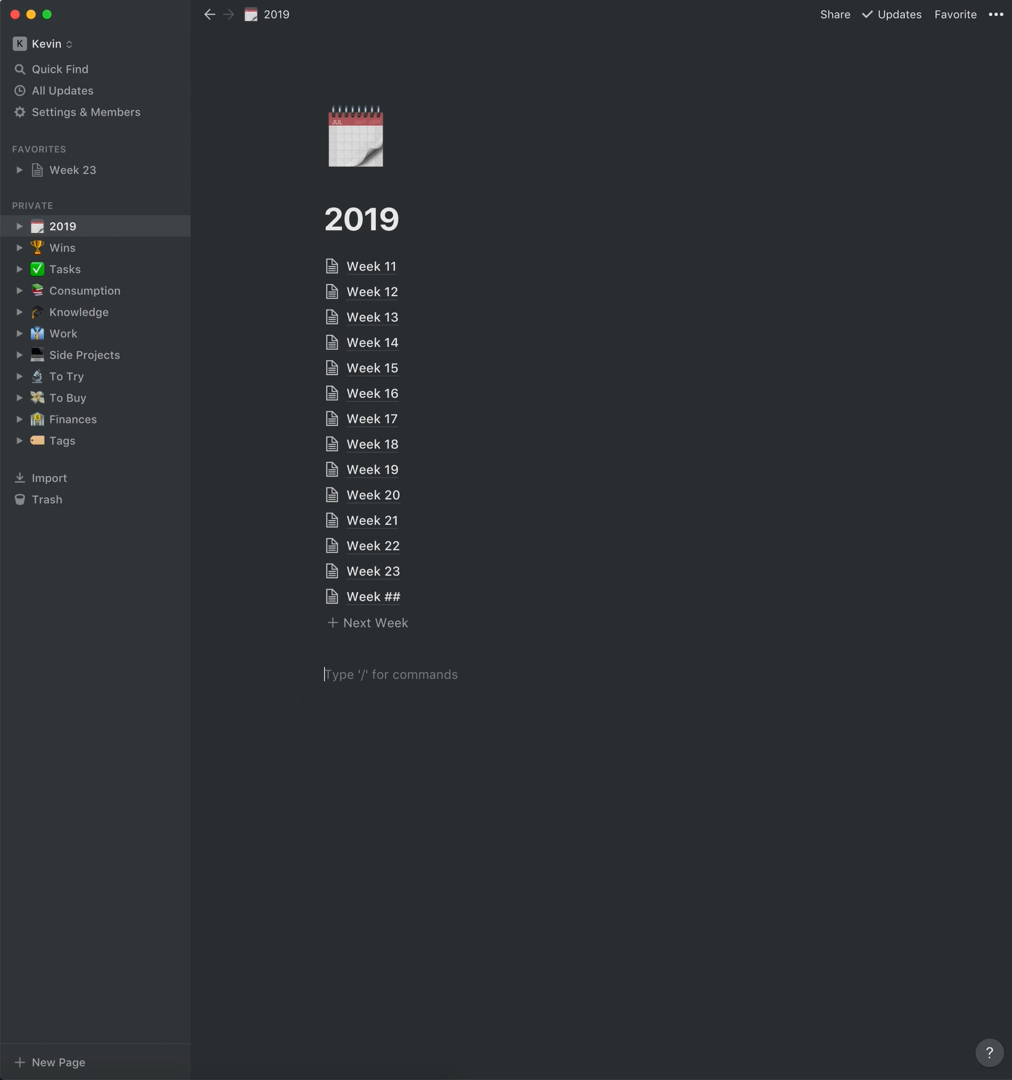 2019
Share
Updates
Favorite
K
Kevin
Quick Find
All Updates
Settings & Members
FAVORITES
Week 23
PRIVATE
2019
Wins
Tasks
Consumption
Knowledge
Work
Side Projects
To Try
To Buy
Finances
Tags
Import
Trash
New Page
JUL
2019
Week 11
Week 12
Week 13
Week 14
Week 15
Week 16
Week 17
Week 18
Week 19
Week 20
Week 21
Week 22
Week 23
Week ##
+ Next Week
Type '/' for commands
?